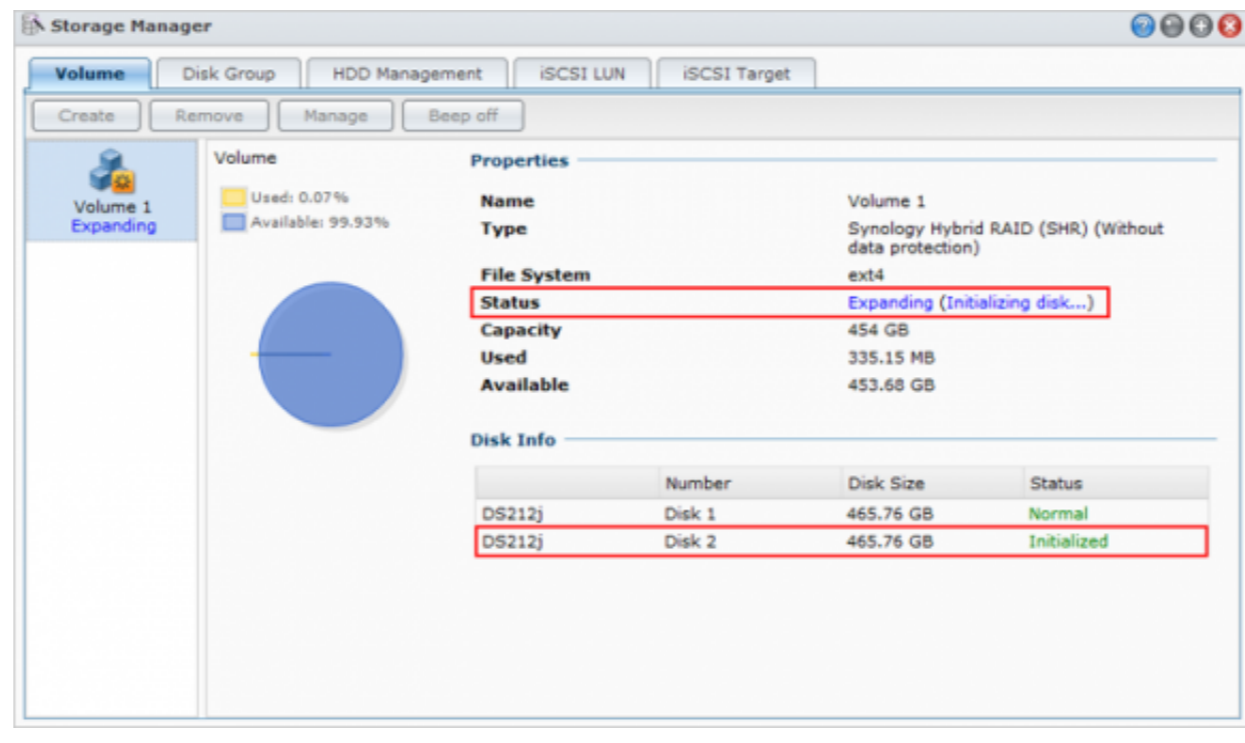 Storage Manager
Volume Disk Group HDD Management iSCSI LUN iSCSI Target
Create Remove Manage Beep off
Volume 1
Expanding
Volume
Used: 0.07%
Available: 99.93%
Properties
Name Volume 1
Type Synology Hybrid RAID (SHR) (Without
data protection)
File System ext4
Status Expanding (Initializing disk...)
Capacity 454 GB
Used 335.15 MB
Available 453.68 GB
Disk Info
Number Disk Size Status
DS212j Disk 1 465.76 GB Normal
DS212j Disk 2 465.76 GB Initialized